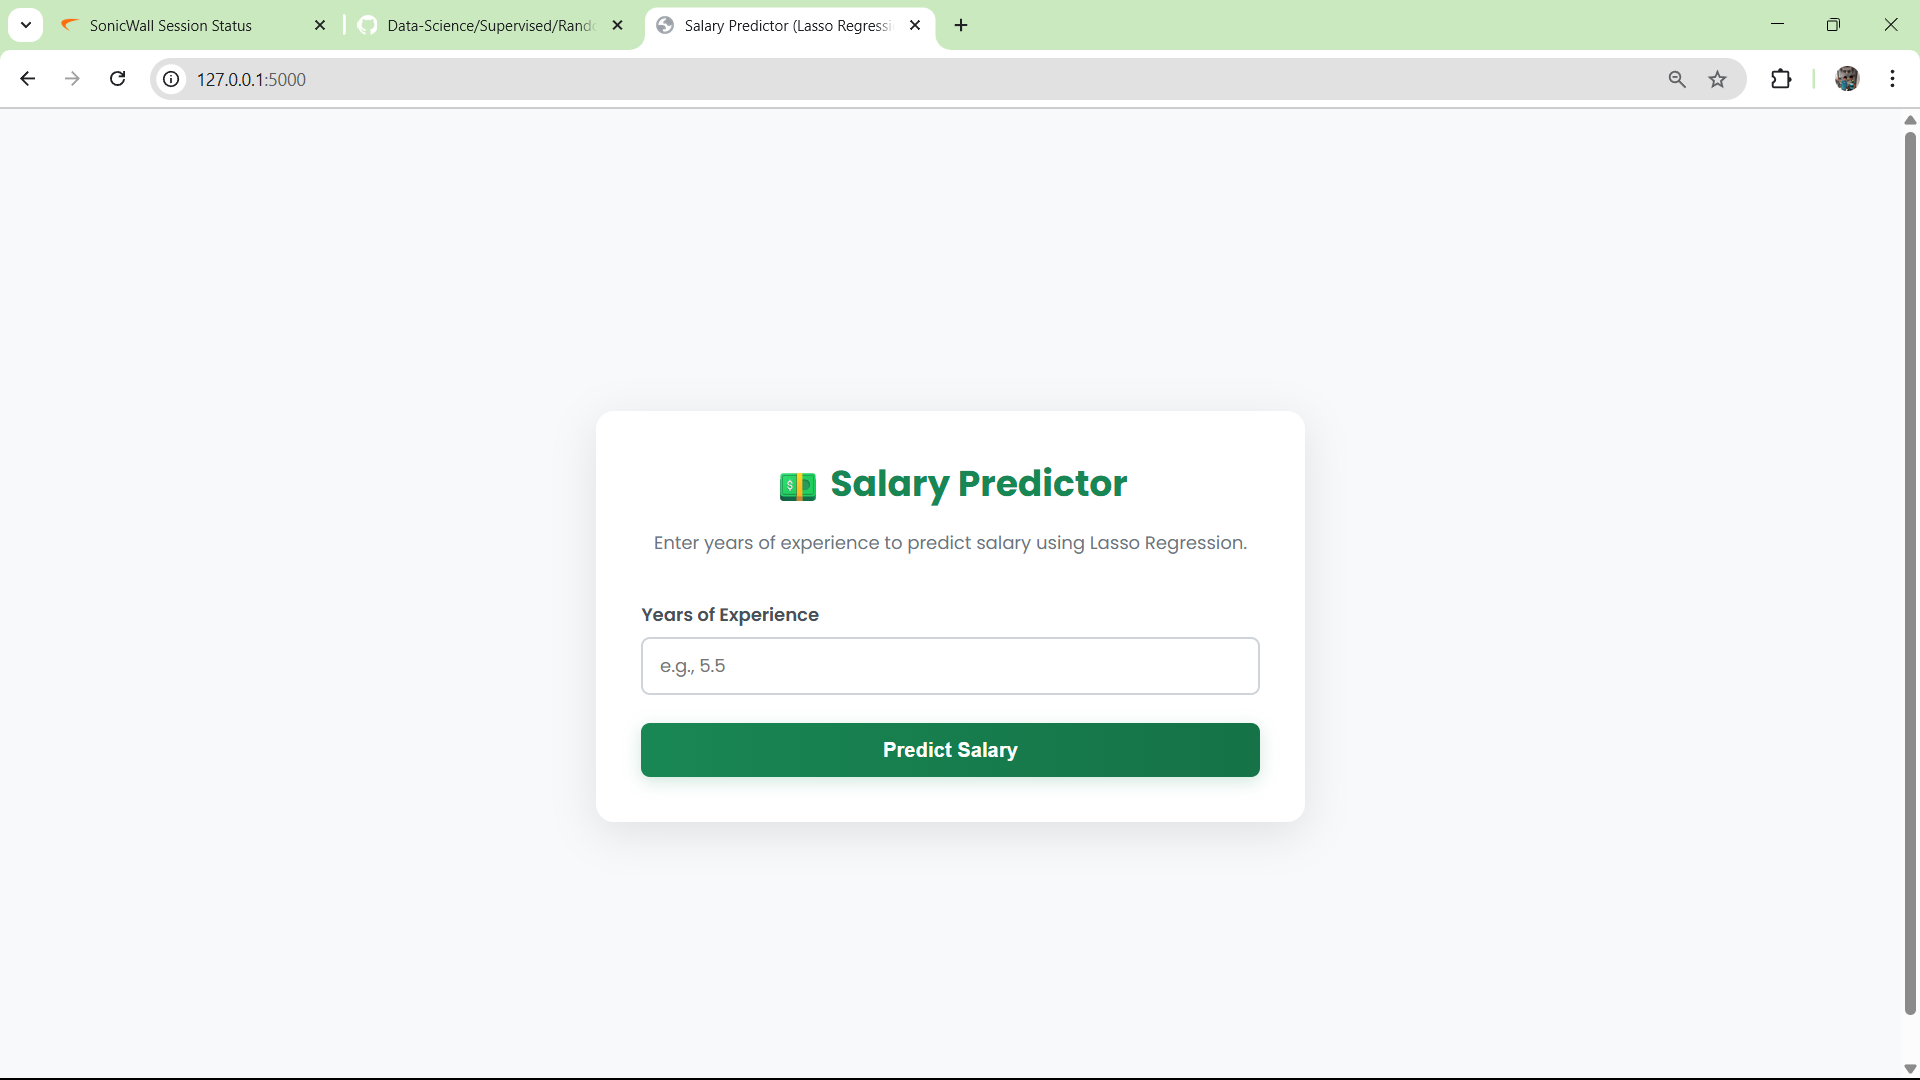 SonicWall Session Status
Data-Science/Supervised/Rand
Salary Predictor (Lasso Regressi
127.0.0.1:5000
Salary Predictor
Enter years of experience to predict salary using Lasso Regression.
Years of Experience
e.g., 5.5
Predict Salary